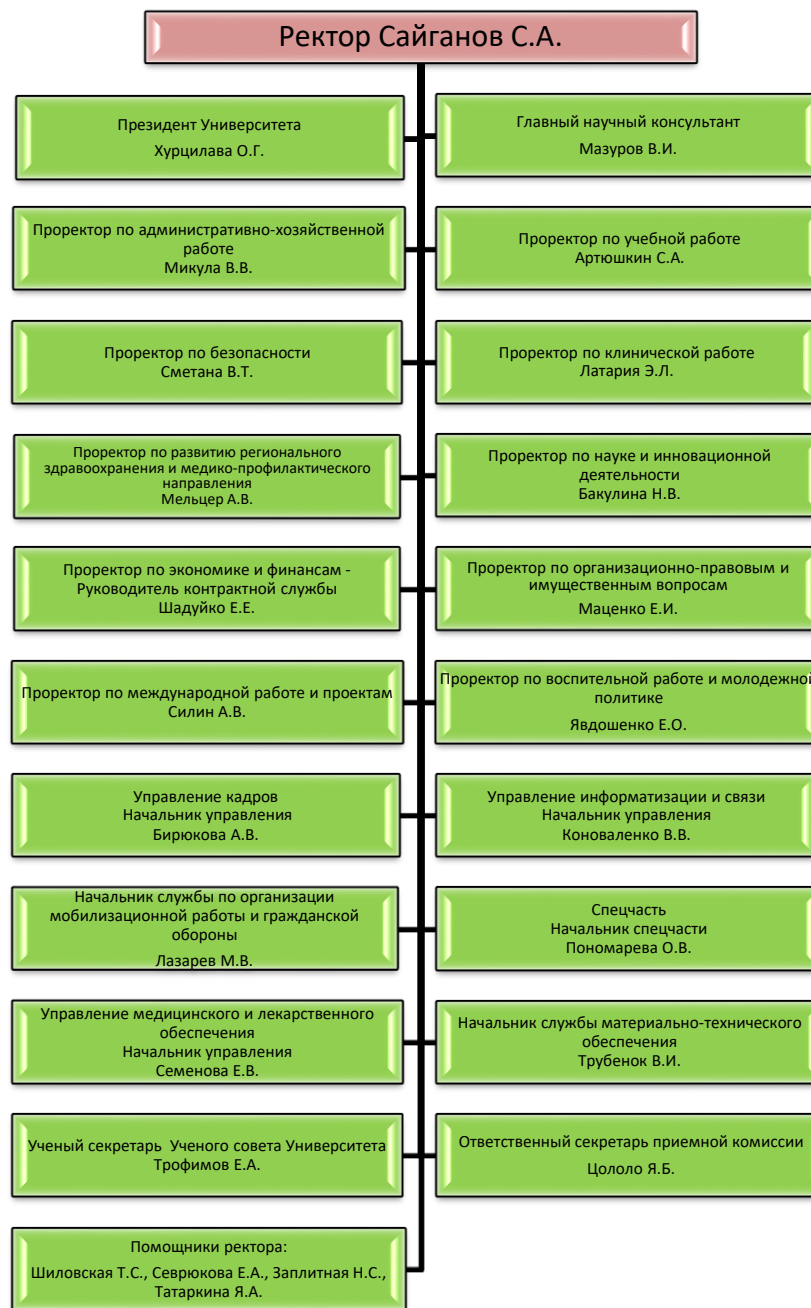 Ректор Сайганов С.А.
Президент Университета
Хурцилава О.Г.
Главный научный консультант
Мазуров В.И.
Проректор по административно-хозяйственной
работе
Микула В.В.
Проректор по учебной работе
Артюшкин С.А.
Проректор по безопасности
Сметана В.Т.
Проректор по клинической работе
Латария Э.Л.
Проректор по развитию регионального
здравоохранения и медико-профилактического
направления
Мельцер А.В.
Проректор по науке и инновационной
деятельности
Бакулина Н.В.
Проректор по экономике и финансам -
Руководитель контрактной службы
Шадуйко Е.Е.
Проректор по организационно-правовым и
имущественным вопросам
Маценко Е.И.
Проректор по международной работе и проектам
Силин А.В.
Проректор по воспительной работе и молодежной
политике
Явдошенко Е.О.
Управление кадров
Начальник управления
Бирюкова А.В.
Управление информатизации и связи
Начальник управления
Коноваленко В.В.
Начальник службы по организации
мобилизационной работы и гражданской
обороны
Лазарев М.В.
Спецчасть
Начальник спецчасти
Пономарева О.В.
Управление медицинского и лекарственного
обеспечения
Начальник управления
Семенова Е.В.
Начальник службы материально-технического
обеспечения
Трубенок В.И.
Ученый секретарь Ученого совета Университета
Трофимов Е.А.
Ответственный секретарь приемной комиссии
Цололо Я.Б.
Помощники ректора:
Шиловская Т.С., Севрюкова Е.А., Заплитная Н.С.,
Татаркина Я.А.